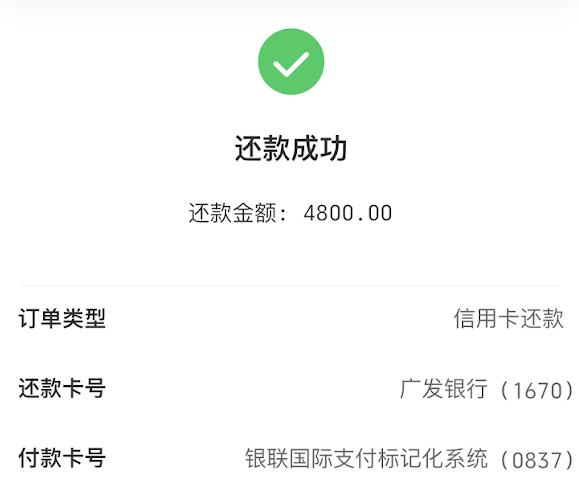 还款成功
还款金额: 4800.00
订单类型 信用卡还款
还款卡号 广发银行(1670)
付款卡号 银联国际支付标记化系统(0837)